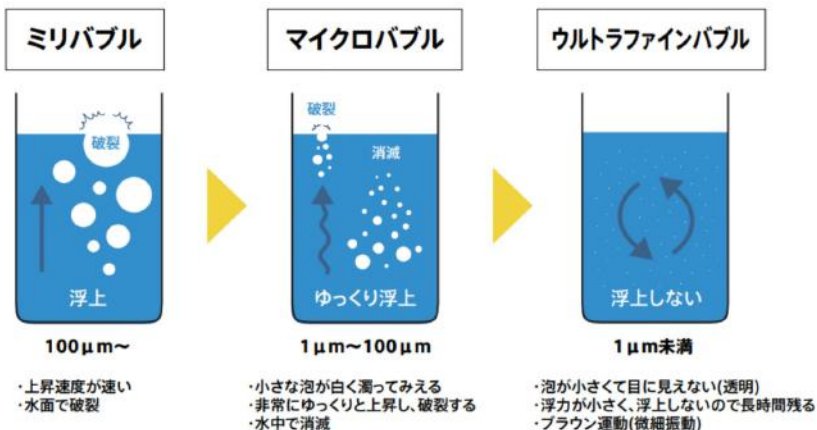 ミリバブル
マイクロバブル
ウルトラファインバブル
破裂
浮上
破裂
消滅
ゆっくり浮上
浮上しない
100μm〜
1μm〜100μm
1μm未満
・上昇速度が速い
・水面で破裂
・小さな泡が白く濁ってみえる
・非常にゆっくりと上昇し、破裂する
・水中で消滅
・泡が小さくて目に見えない(透明)
・浮力が小さく、浮上しないので長時間残る
・ブラウン運動(微細振動)